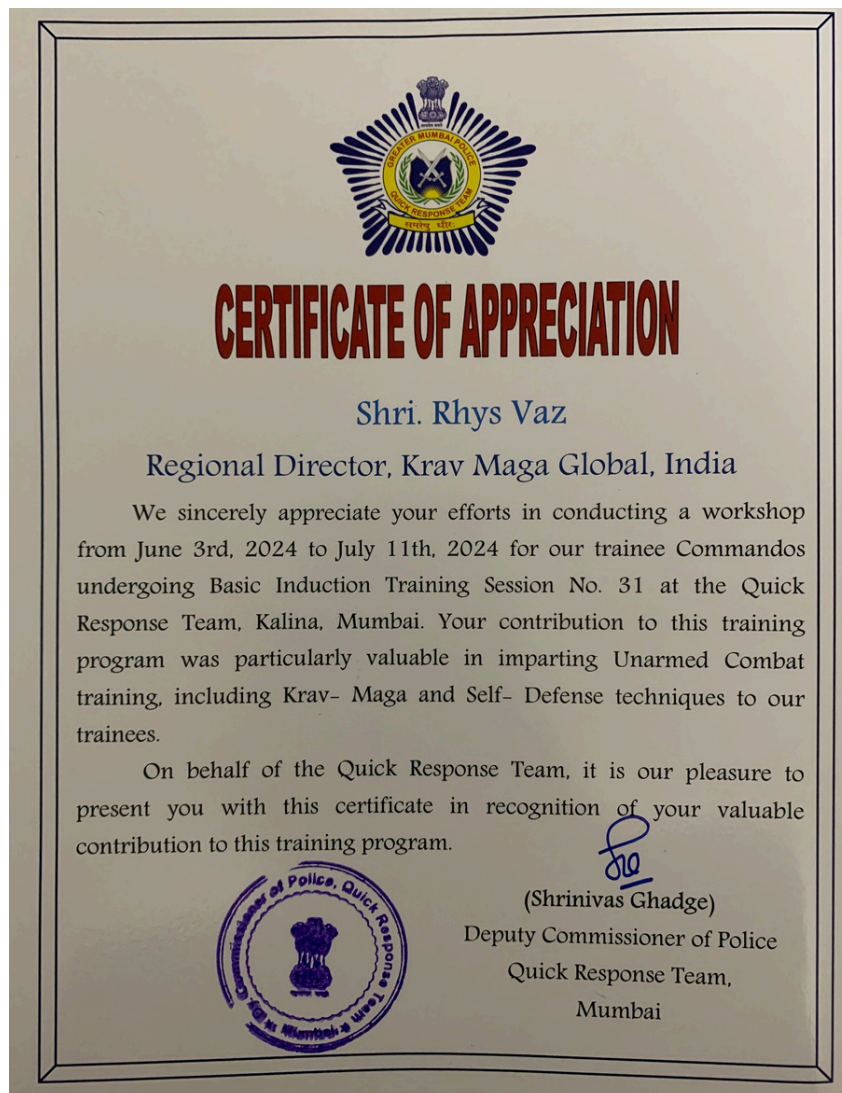 GREATER MUMBAI POLICE
QUICK RESPONSE TEAM
CERTIFICATE OF APPRECIATION
Shri. Rhys Vaz
Regional Director, Krav Maga Global, India
We sincerely appreciate your efforts in conducting a workshop
from June 3rd, 2024 to July 11th, 2024 for our trainee Commandos
undergoing Basic Induction Training Session No. 31 at the Quick
Response Team, Kalina, Mumbai. Your contribution to this training
program was particularly valuable in imparting Unarmed Combat
training, including Krav- Maga and Self- Defense techniques to our
trainees.
On behalf of the Quick Response Team, it is our pleasure to
present you with this certificate in recognition of your valuable
contribution to this training program.
Dy. Commissioner of Police, Quick Response Team
Mumbai.
(Shrinivas Ghadge)
Deputy Commissioner of Police
Quick Response Team,
Mumbai